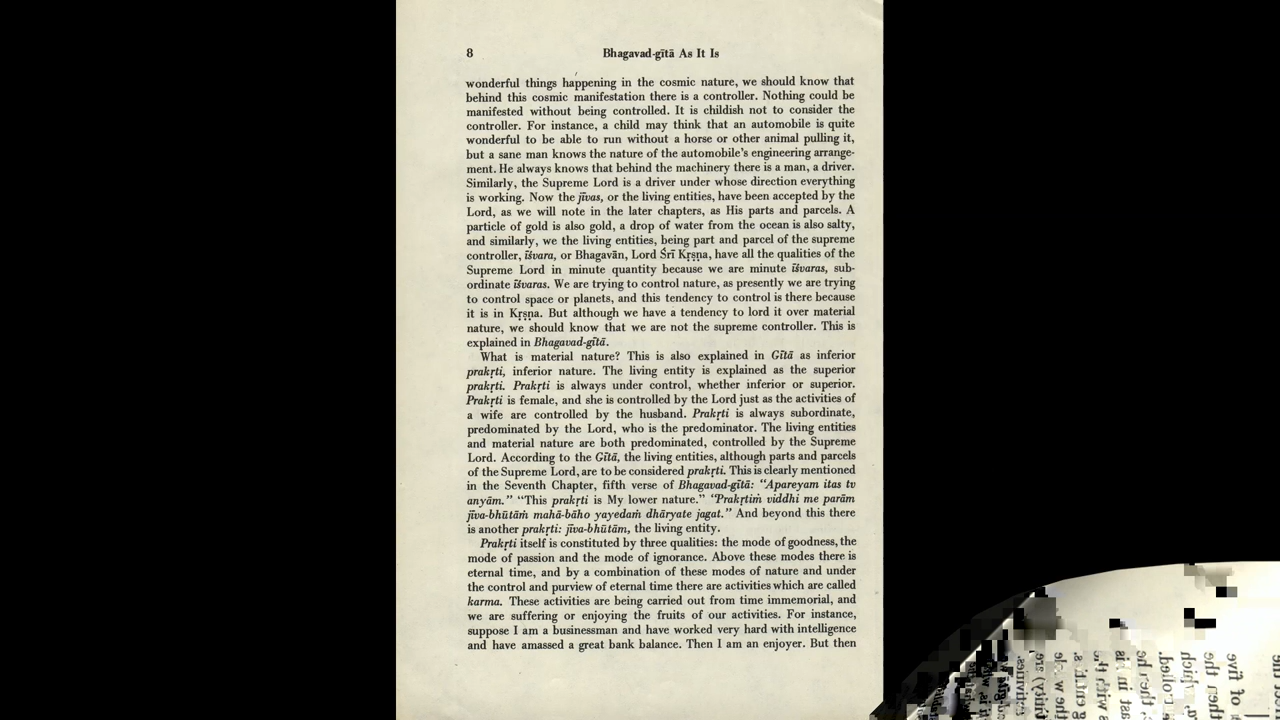 8 Bhagavad-gītā As It Is
wonderful things happening in the cosmic nature, we should know that
behind this cosmic manifestation there is a controller. Nothing could be
manifested without being controlled. It is childish not to consider the
controller. For instance, a child may think that an automobile is quite
wonderful to be able to run without a horse or other animal pulling it,
but a sane man knows the nature of the automobile's engineering arrange-
ment. He always knows that behind the machinery there is a man, a driver.
Similarly, the Supreme Lord is a driver under whose direction everything
is working. Now the jīvas, or the living entities, have been accepted by the
Lord, as we will note in the later chapters, as His parts and parcels. A
particle of gold is also gold, a drop of water from the ocean is also salty,
and similarly, we the living entities, being part and parcel of the supreme
controller, īśvara, or Bhagavān, Lord Śrī Kṛṣṇa, have all the qualities of the
Supreme Lord in minute quantity because we are minute īśvaras, sub-
ordinate īśvaras. We are trying to control nature, as presently we are trying
to control space or planets, and this tendency to control is there because
it is in Kṛṣṇa. But although we have a tendency to lord it over material
nature, we should know that we are not the supreme controller. This is
explained in Bhagavad-gītā.
What is material nature? This is also explained in Gītā as inferior
prakṛti, inferior nature. The living entity is explained as the superior
prakṛti. Prakṛti is always under control, whether inferior or superior.
Prakṛti is female, and she is controlled by the Lord just as the activities of
a wife are controlled by the husband. Prakṛti is always subordinate,
predominated by the Lord, who is the predominator. The living entities
and material nature are both predominated, controlled by the Supreme
Lord. According to the Gītā, the living entities, although parts and parcels
of the Supreme Lord, are to be considered prakṛti. This is clearly mentioned
in the Seventh Chapter, fifth verse of Bhagavad-gītā: "Apareyam itas tv
anyām." "This prakṛti is My lower nature." "Prakṛtiṁ viddhi me parām
jīva-bhūtāṁ mahā-bāho yayedaṁ dhāryate jagat." And beyond this there
is another prakṛti: jīva-bhūtām, the living entity.
Prakṛti itself is constituted by three qualities: the mode of goodness, the
mode of passion and the mode of ignorance. Above these modes there is
eternal time, and by a combination of these modes of nature and under
the control and purview of eternal time there are activities which are called
karma. These activities are being carried out from time immemorial, and
we are suffering or enjoying the fruits of our activities. For instance,
suppose I am a businessman and have worked very hard with intelligence
and have amassed a great bank balance. Then I am an enjoyer. But then